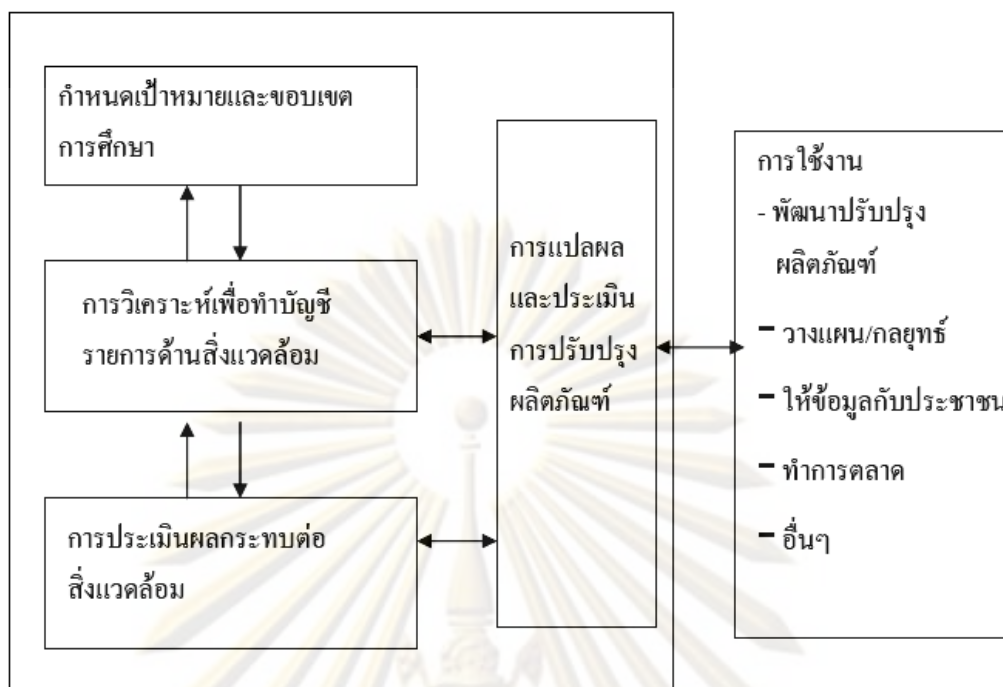 กำหนดเป้าหมายและขอบเขต
การศึกษา
การวิเคราะห์เพื่อทำบัญชี
รายการด้านสิ่งแวดล้อม
การประเมินผลกระทบต่อ
สิ่งแวดล้อม
การแปลผล
และประเมิน
การปรับปรุง
ผลิตภัณฑ์
การใช้งาน
- พัฒนาปรับปรุง
ผลิตภัณฑ์
- วางแผน/กลยุทธ์
- ให้ข้อมูลกับประชาชน
- ทำการตลาด
- อื่นๆ